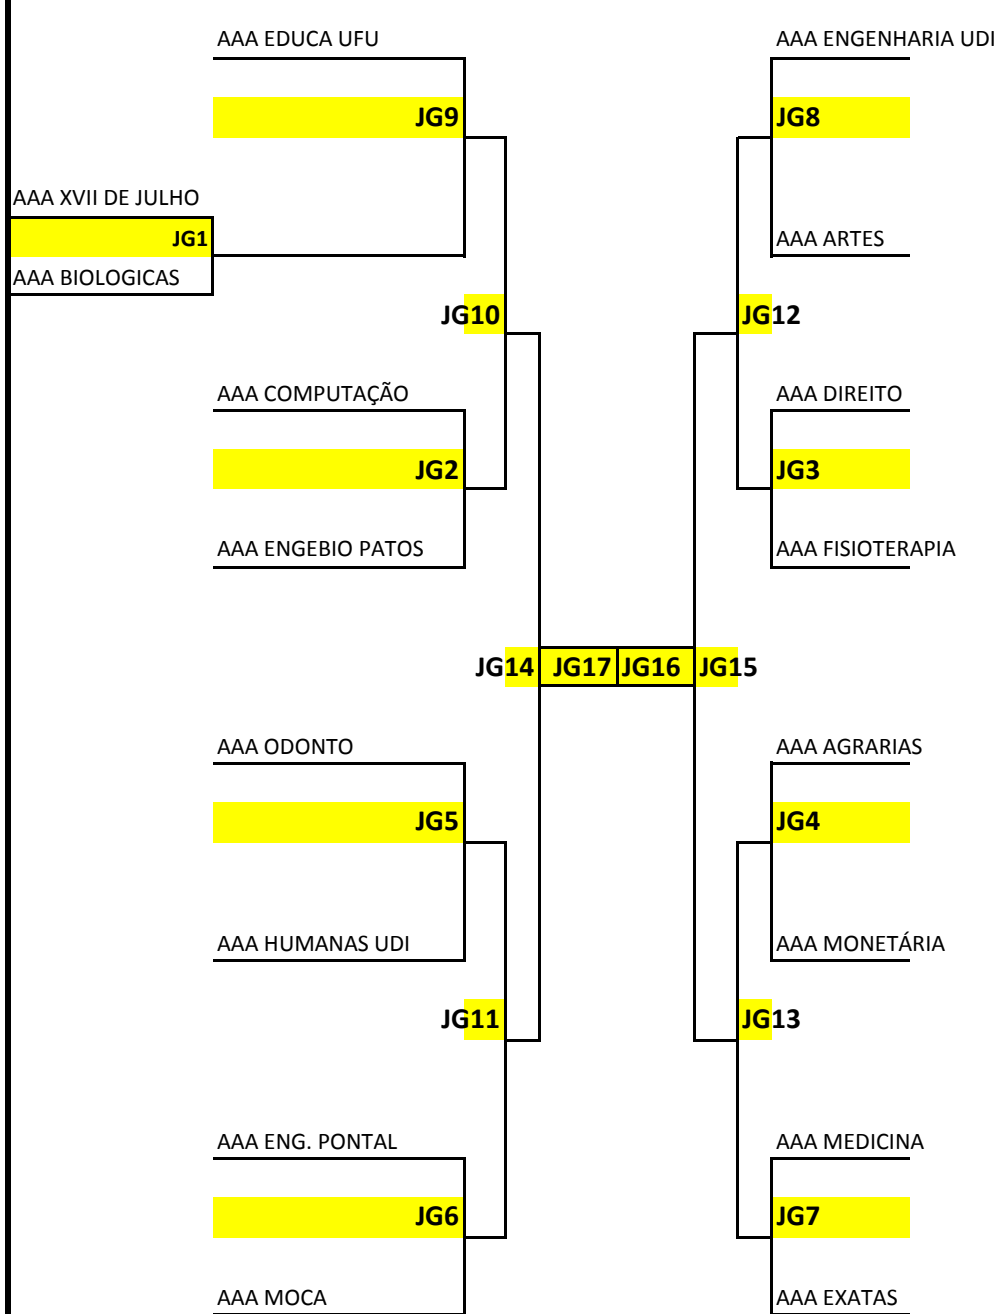 AAA EDUCA UFU
AAA ENGENHARIA UDI
JG9
JG8
AAA XVII DE JULHO
JG1
AAA ARTES
AAA BIOLOGICAS
JG10
JG12
AAA COMPUTAÇÃO
AAA DIREITO
JG2
JG3
AAA ENGEBIO PATOS
AAA FISIOTERAPIA
JG14 JG17 JG16 JG15
AAA ODONTO
AAA AGRARIAS
JG5
JG4
AAA HUMANAS UDI
AAA MONETÁRIA
JG11
JG13
AAA ENG. PONTAL
AAA MEDICINA
JG6
JG7
AAA MOCA
AAA EXATAS